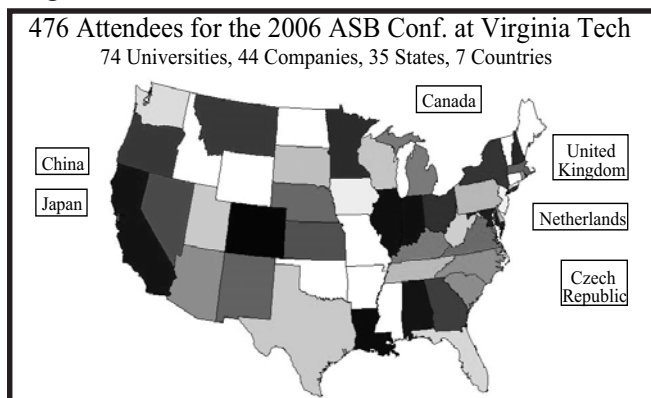 476 Attendees for the 2006 ASB Conf. at Virginia Tech
74 Universities, 44 Companies, 35 States, 7 Countries
Canada
China
United
Kingdom
Japan
Netherlands
Czech
Republic